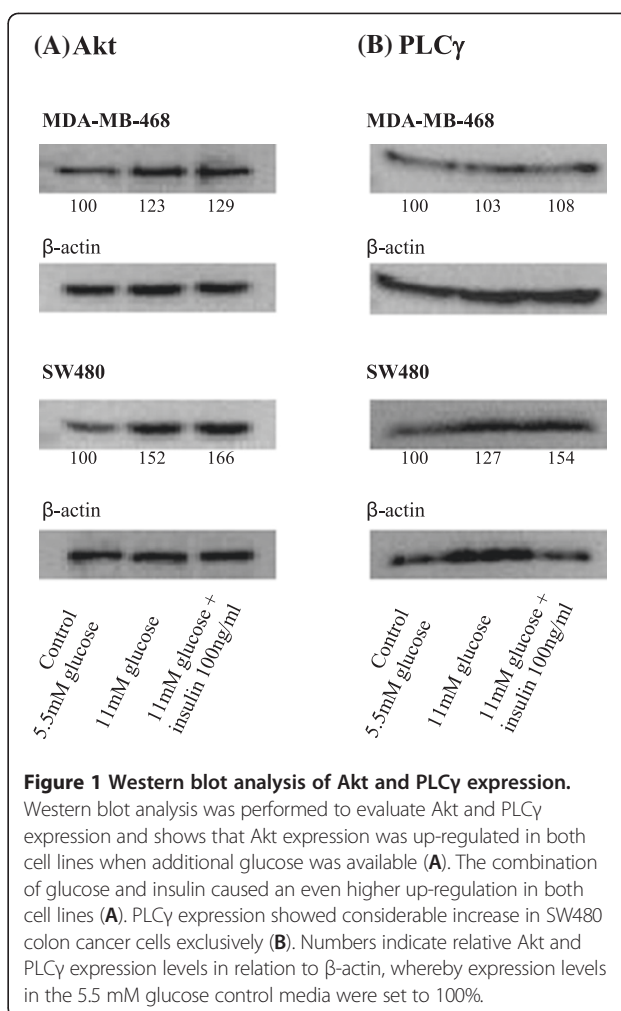 (A) Akt
(B) PLCγ
MDA-MB-468
MDA-MB-468
100 123 129
100 103 108
β-actin
β-actin
SW480
SW480
100 152 166
100 127 154
β-actin
β-actin
Control
5.5mM glucose
11mM glucose
11mM glucose +
insulin 100ng/ml
Control
5.5mM glucose
11mM glucose
11mM glucose +
insulin 100ng/ml
Figure 1 Western blot analysis of Akt and PLCγ expression.
Western blot analysis was performed to evaluate Akt and PLCγ
expression and shows that Akt expression was up-regulated in both
cell lines when additional glucose was available (A). The combination
of glucose and insulin caused an even higher up-regulation in both
cell lines (A). PLCγ expression showed considerable increase in SW480
colon cancer cells exclusively (B). Numbers indicate relative Akt and
PLCγ expression levels in relation to β-actin, whereby expression levels
in the 5.5 mM glucose control media were set to 100%.